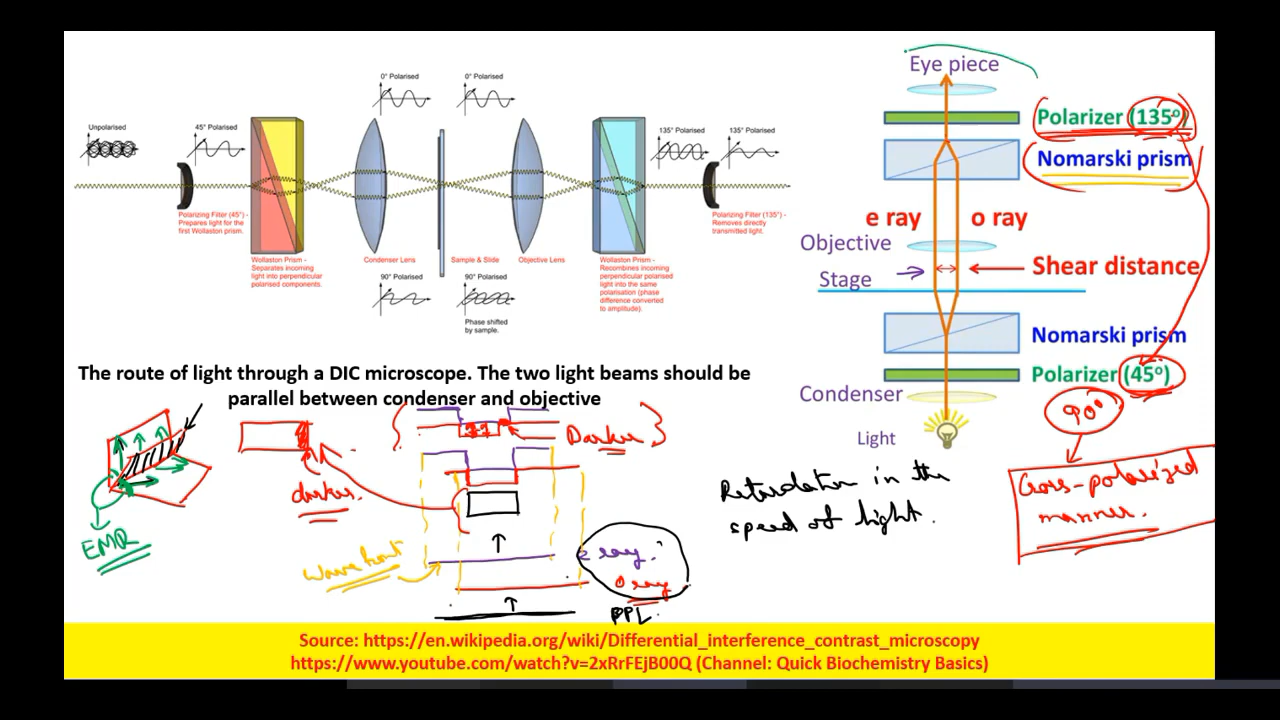 0° Polarised
0° Polarised
Unpolarised
45° Polarised
135° Polarised
135° Polarised
Polarizing Filter (45°) -
Prepares light for the
first Wollaston prism.
Polarizing Filter (135°) -
Removes directly
transmitted light.
Wollaston Prism -
Separates incoming
light into perpendicular
polarised components.
Condenser Lens
Sample & Slide
Objective Lens
Wollaston Prism -
Recombines incoming
perpendicular polarised
light into the same
polarisation (phase
difference converted
to amplitude).
90° Polarised
90° Polarised
Phase shifted
by sample.
Eye piece
Polarizer (135°)
Nomarski prism
e ray
o ray
Objective
Stage
Shear distance
Nomarski prism
Polarizer (45°)
Condenser
Light
90°
Cross-polarized
manner.
The route of light through a DIC microscope. The two light beams should be
parallel between condenser and objective
Darker
darker.
EMR
Wavefront
e ray.
O ray
PPL.
Retardation in the
speed of light.
Source: https://en.wikipedia.org/wiki/Differential_interference_contrast_microscopy
https://www.youtube.com/watch?v=2xRrFEjB00Q (Channel: Quick Biochemistry Basics)